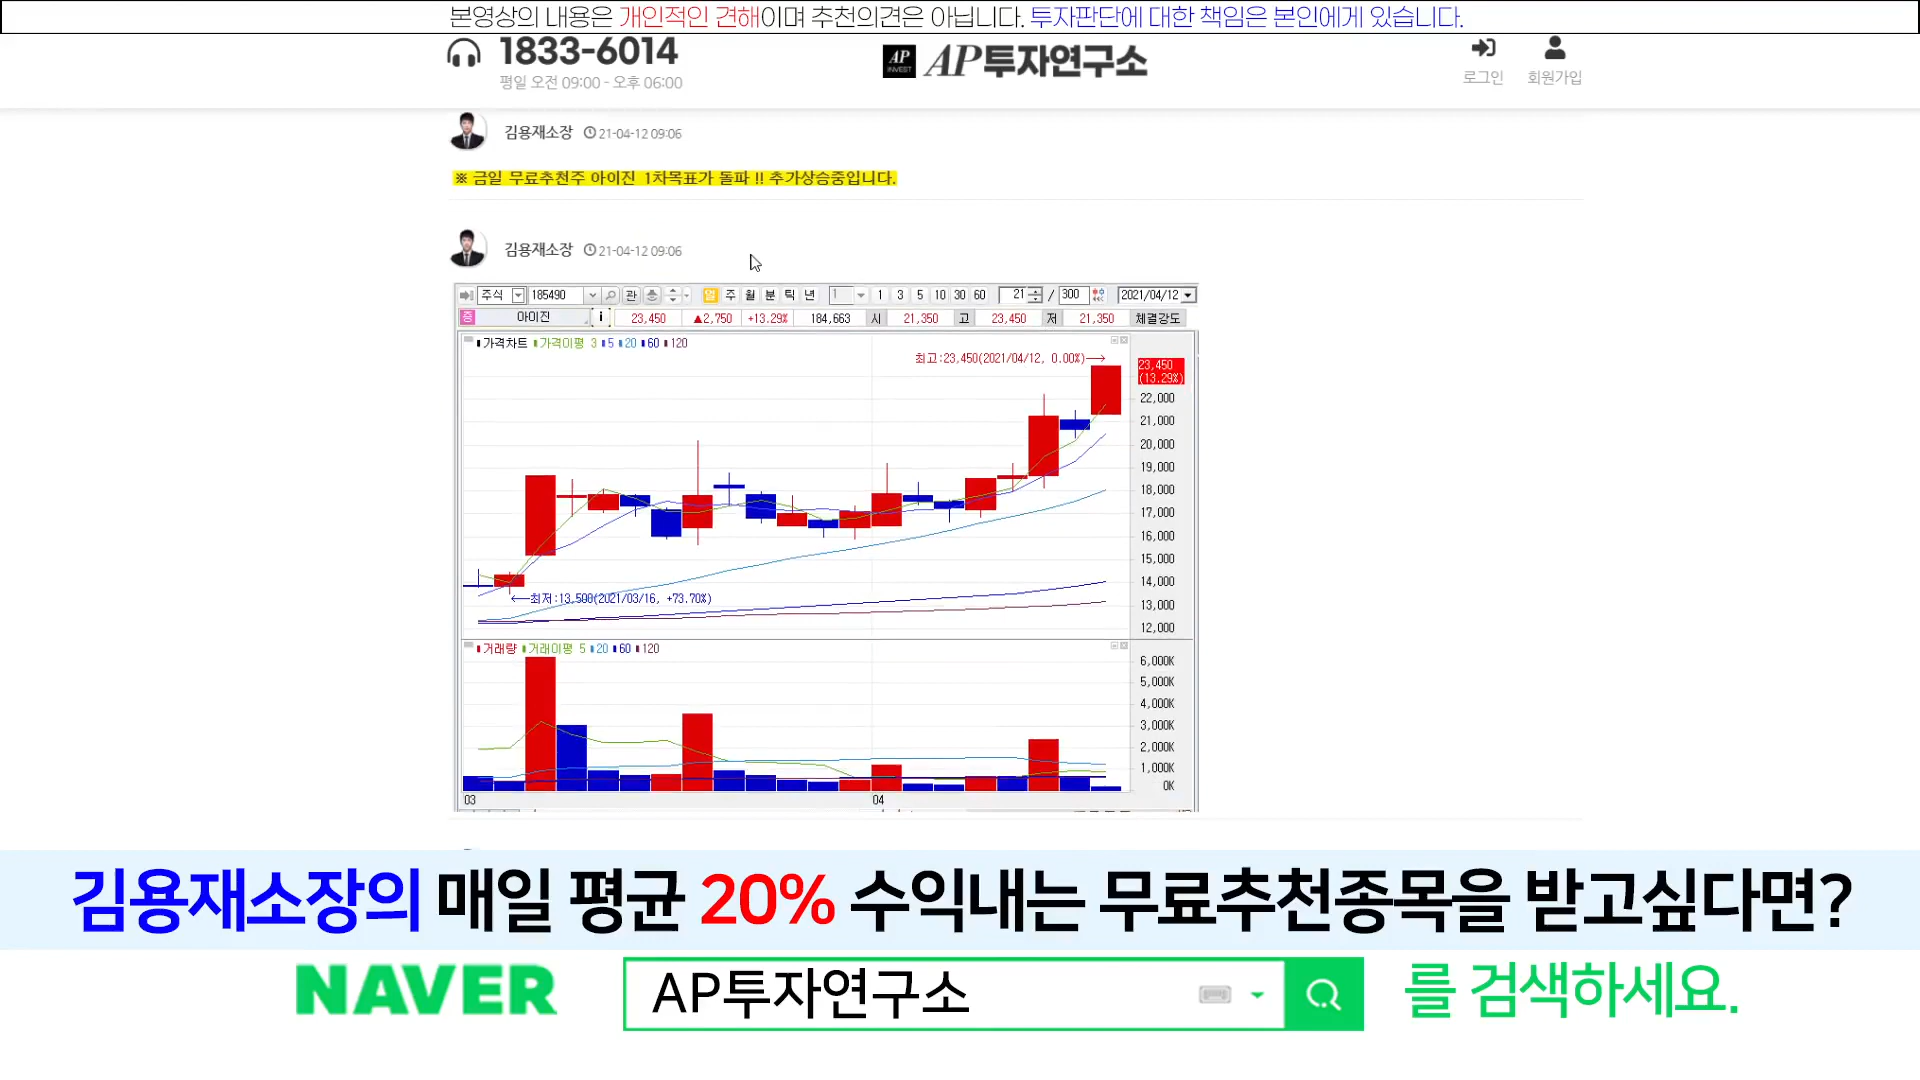 본영상의 내용은 개인적인 견해이며 추천의견은 아닙니다. 투자판단에 대한 책임은 본인에게 있습니다.
1833-6014
평일 오전 09:00 - 오후 06:00
AP INVEST AP투자연구소
로그인 회원가입
김용재소장 21-04-12 09:06
※ 금일 무료추천주 아이진 1차목표가 돌파 !! 추가상승중입니다.
김용재소장 21-04-12 09:06
주식 185490 관 일 주 월 분 틱 년 1 1 3 5 10 30 60 21 / 300 2021/04/12
증 아이진 i 23,450 ▲2,750 +13.29% 184,663 시 21,350 고 23,450 저 21,350 체결강도
가격차트 가격이평 3 5 20 60 120
최고:23,450(2021/04/12, 0.00%)→
23,450
(13.29%)
22,000
21,000
20,000
19,000
18,000
17,000
16,000
15,000
14,000
←최저:13,500(2021/03/16, +73.70%)
13,000
12,000
거래량 거래이평 5 20 60 120
6,000K
5,000K
4,000K
3,000K
2,000K
1,000K
0K
03 04
김용재소장의 매일 평균 20% 수익내는 무료추천종목을 받고싶다면?
NAVER AP투자연구소 를 검색하세요.